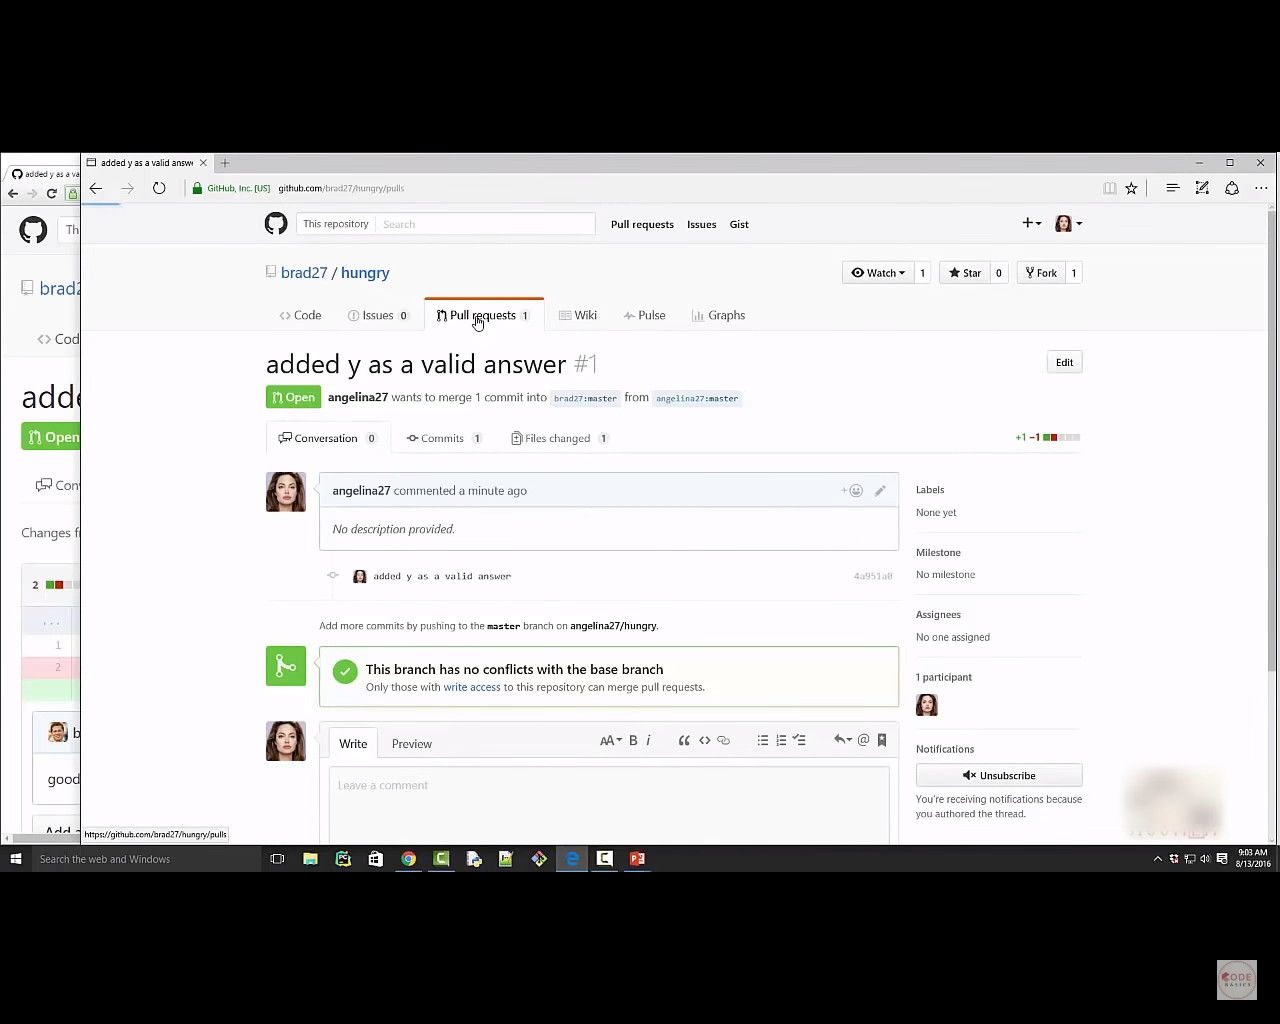 added y as a va
added y as a valid answe
GitHub, Inc. [US] github.com/brad27/hungry/pulls
Th
This repository Search Pull requests Issues Gist
brad2
brad27 / hungry Watch 1 Star 0 Fork 1
Cod
Code Issues 0 Pull requests 1 Wiki Pulse Graphs
added y as a valid answer #1 Edit
Open angelina27 wants to merge 1 commit into brad27:master from angelina27:master
Open
Conversation 0 Commits 1 Files changed 1 +1 −1
Con
angelina27 commented a minute ago
Labels
None yet
No description provided.
Changes f
Milestone
No milestone
added y as a valid answer 4a951a0
2
...
1
2
Assignees
No one assigned
Add more commits by pushing to the master branch on angelina27/hungry.
This branch has no conflicts with the base branch
Only those with write access to this repository can merge pull requests.
1 participant
b
good
Write Preview AA B i
Leave a comment
Notifications
Unsubscribe
You're receiving notifications because
you authored the thread.
https://github.com/brad27/hungry/pulls
Search the web and Windows
9:03 AM
8/13/2016
CODE
BASICS